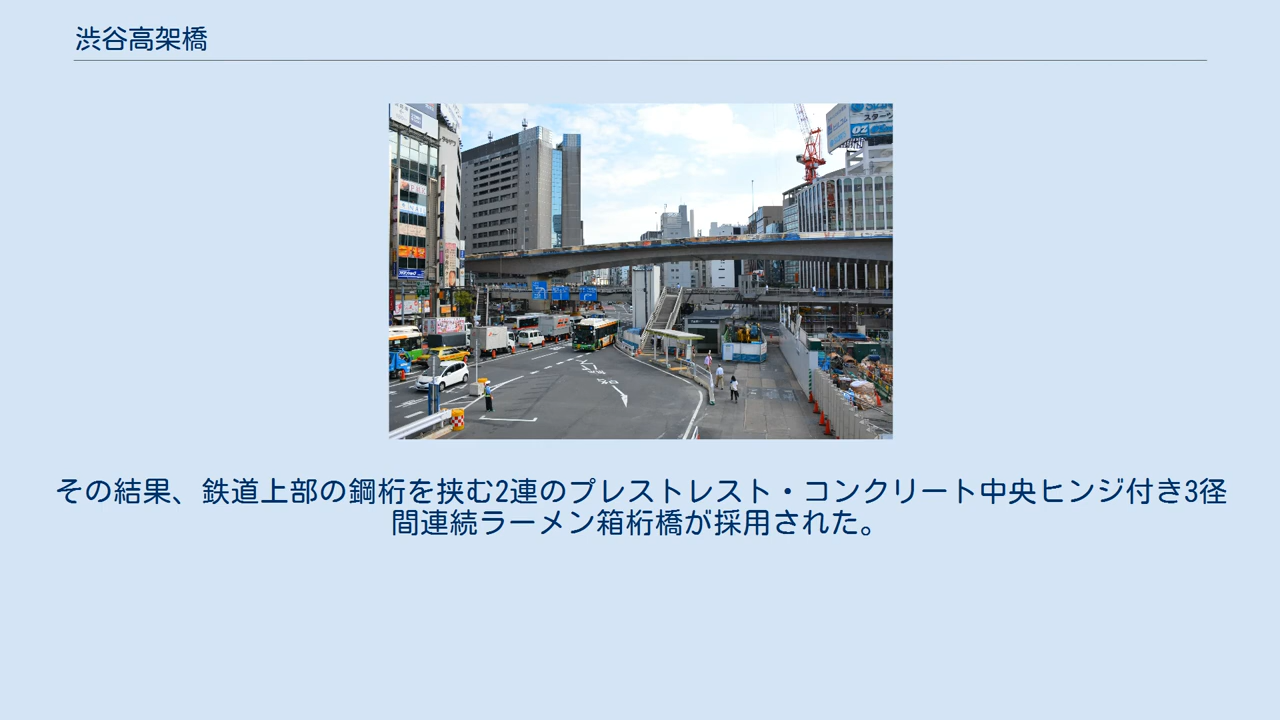 渋谷高架橋
その結果、鉄道上部の鋼桁を挟む2連のプレストレスト・コンクリート中央ヒンジ付き3径
間連続ラーメン箱桁橋が採用された。